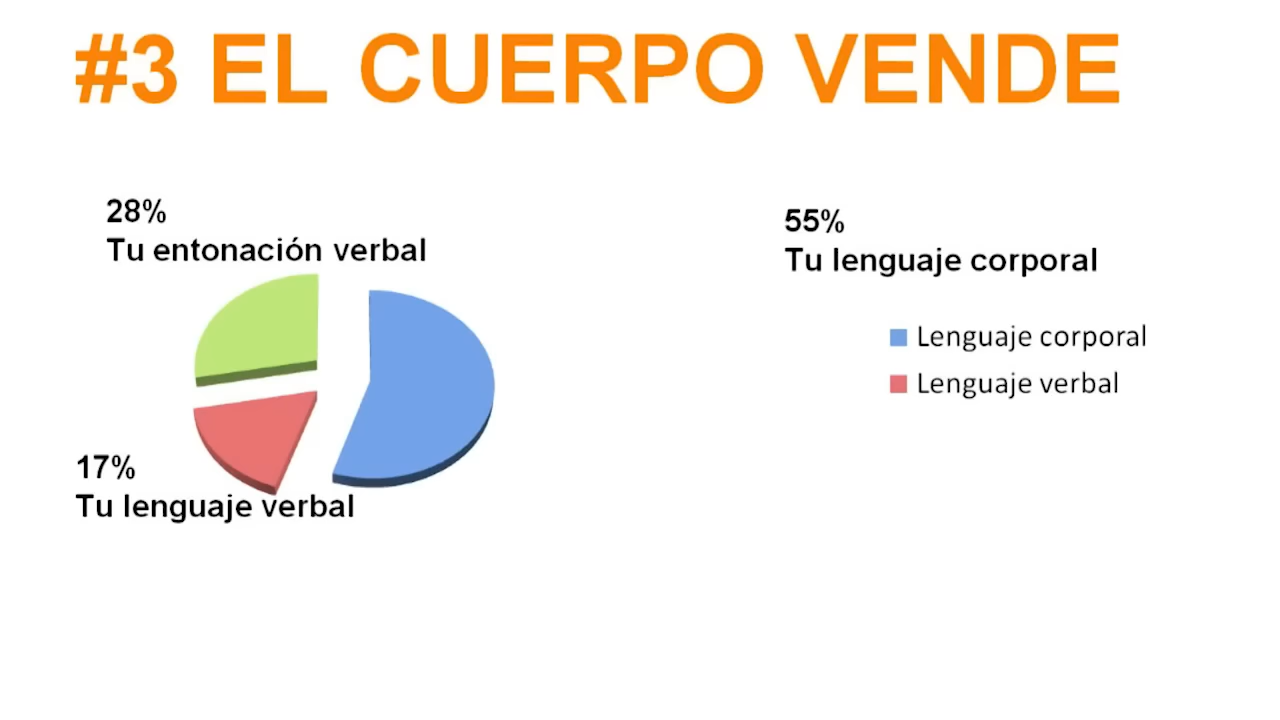 #3 EL CUERPO VENDE
28%
Tu entonación verbal
55%
Tu lenguaje corporal
Lenguaje corporal
Lenguaje verbal
17%
Tu lenguaje verbal